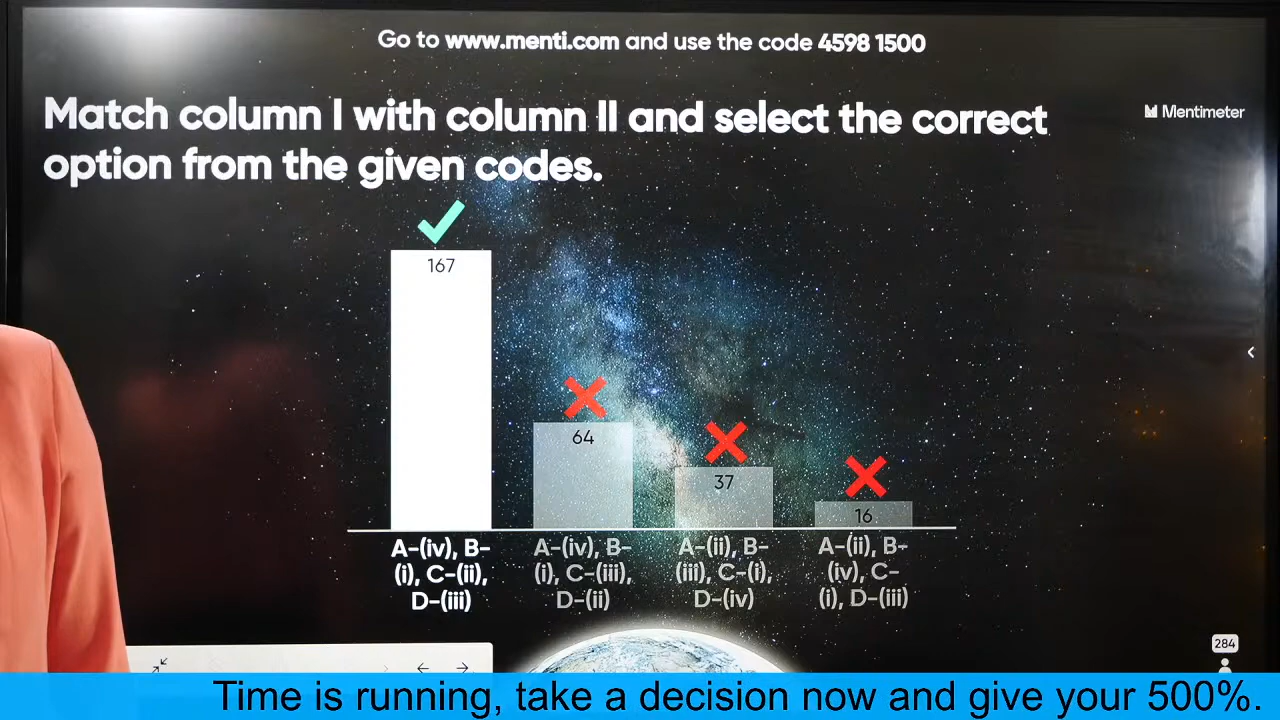 Go to www.menti.com and use the code 4598 1500
Match column I with column II and select the correct
option from the given codes.
Mentimeter
167
64
37
16
A-(iv), B-
(i), C-(ii),
D-(iii)
A-(iv), B-
(i), C-(iii),
D-(ii)
A-(ii), B-
(iii), C-(i),
D-(iv)
A-(ii), B-
(iv), C-
(i), D-(iii)
284
Time is running, take a decision now and give your 500%.